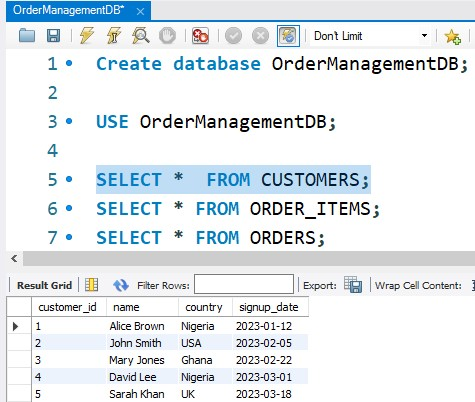 OrderManagementDB*
Don't Limit
1 Create database OrderManagementDB;
2
3 USE OrderManagementDB;
4
5 SELECT *  FROM CUSTOMERS;
6 SELECT * FROM ORDER_ITEMS;
7 SELECT * FROM ORDERS;
Result Grid Filter Rows: Export: Wrap Cell Content:
customer_id name country signup_date
1 Alice Brown Nigeria 2023-01-12
2 John Smith USA 2023-02-05
3 Mary Jones Ghana 2023-02-22
4 David Lee Nigeria 2023-03-01
5 Sarah Khan UK 2023-03-18